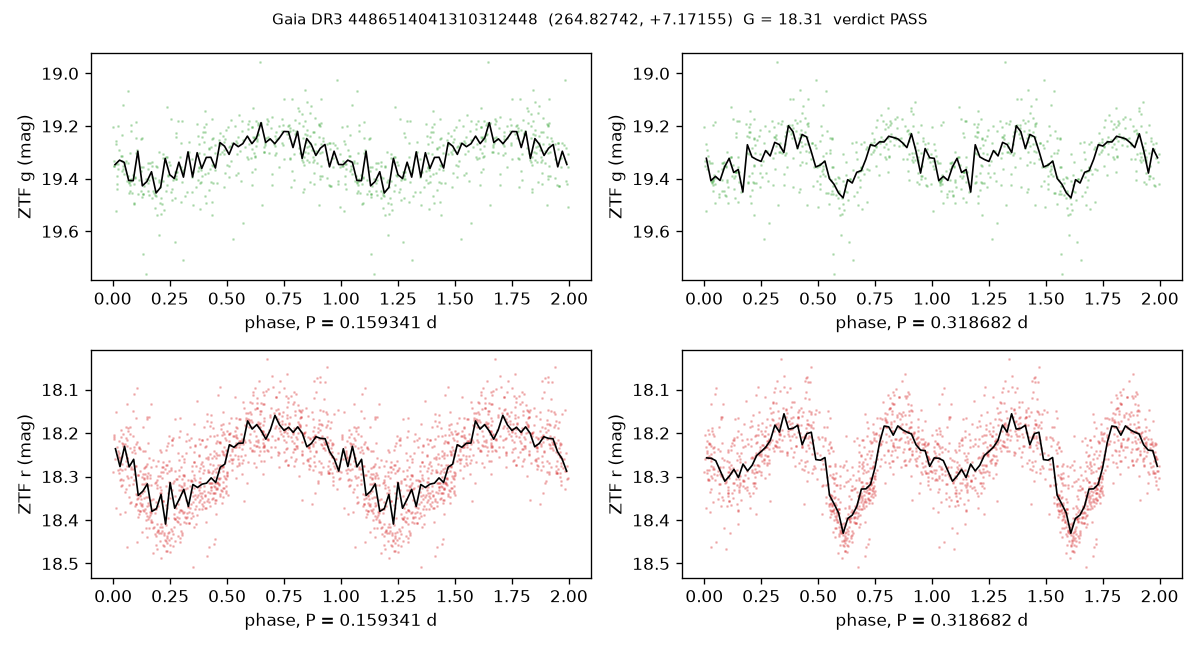 Gaia DR3 4486514041310312448 (264.82742, +7.17155) G = 18.31 verdict PASS
ZTF g (mag)
19.0
19.2
19.4
19.6
0.00 0.25 0.50 0.75 1.00 1.25 1.50 1.75 2.00
phase, P = 0.159341 d
ZTF g (mag)
19.0
19.2
19.4
19.6
0.00 0.25 0.50 0.75 1.00 1.25 1.50 1.75 2.00
phase, P = 0.318682 d
ZTF r (mag)
18.1
18.2
18.3
18.4
18.5
0.00 0.25 0.50 0.75 1.00 1.25 1.50 1.75 2.00
phase, P = 0.159341 d
ZTF r (mag)
18.1
18.2
18.3
18.4
18.5
0.00 0.25 0.50 0.75 1.00 1.25 1.50 1.75 2.00
phase, P = 0.318682 d